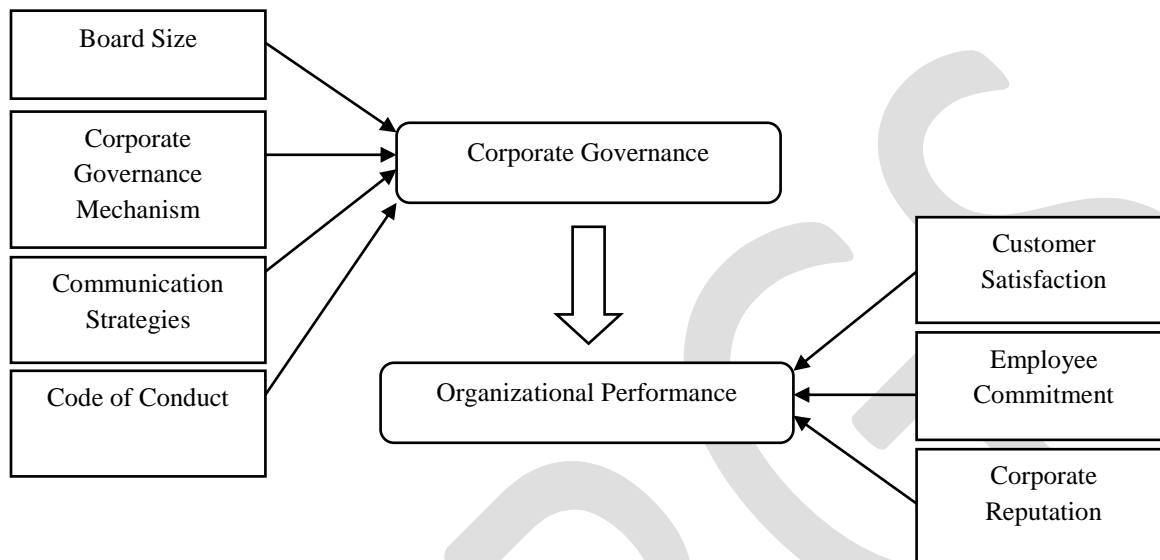 Board Size
Corporate
Governance
Mechanism
Communication
Strategies
Code of Conduct
Corporate Governance
Organizational Performance
Customer
Satisfaction
Employee
Commitment
Corporate
Reputation